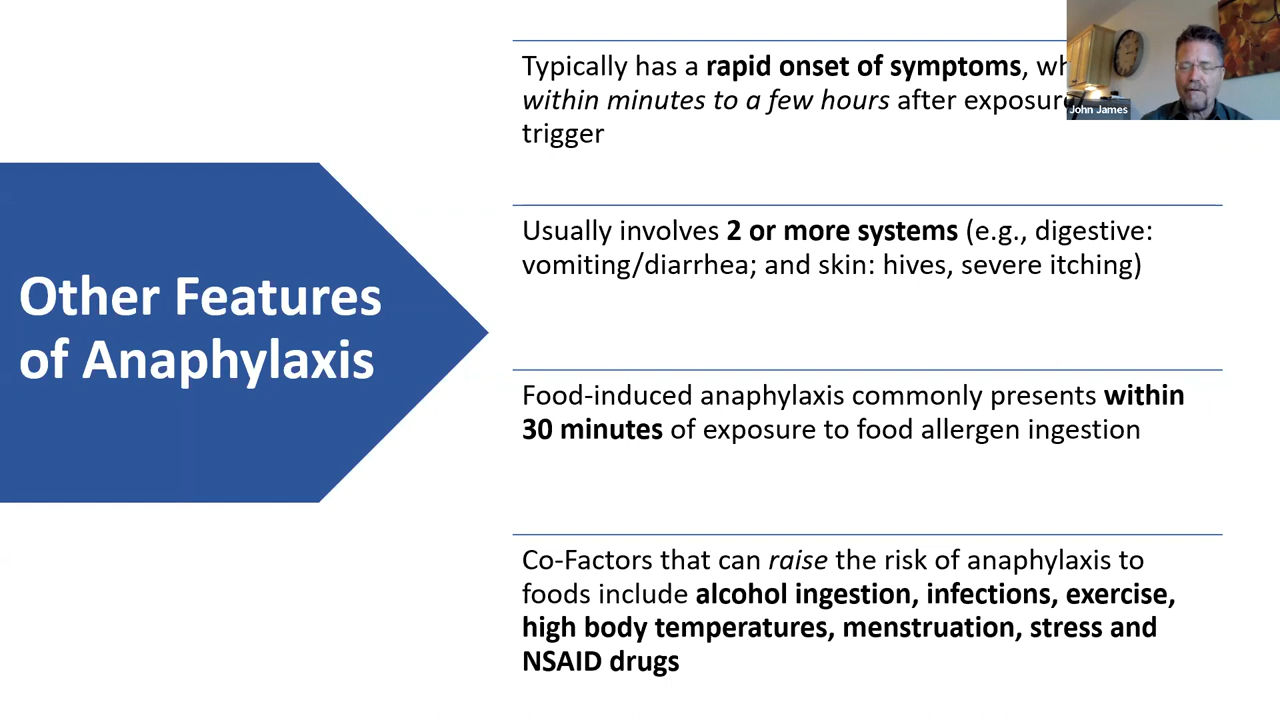 Other Features
of Anaphylaxis
Typically has a rapid onset of symptoms,
within minutes to a few hours after
trigger
Usually involves 2 or more systems (e.g., digestive:
vomiting/diarrhea; and skin: hives, severe itching)
Food-induced anaphylaxis commonly presents within
30 minutes of exposure to food allergen ingestion
Co-Factors that can raise the risk of anaphylaxis to
foods include alcohol ingestion, infections, exercise,
high body temperatures, menstruation, stress and
NSAID drugs
John James